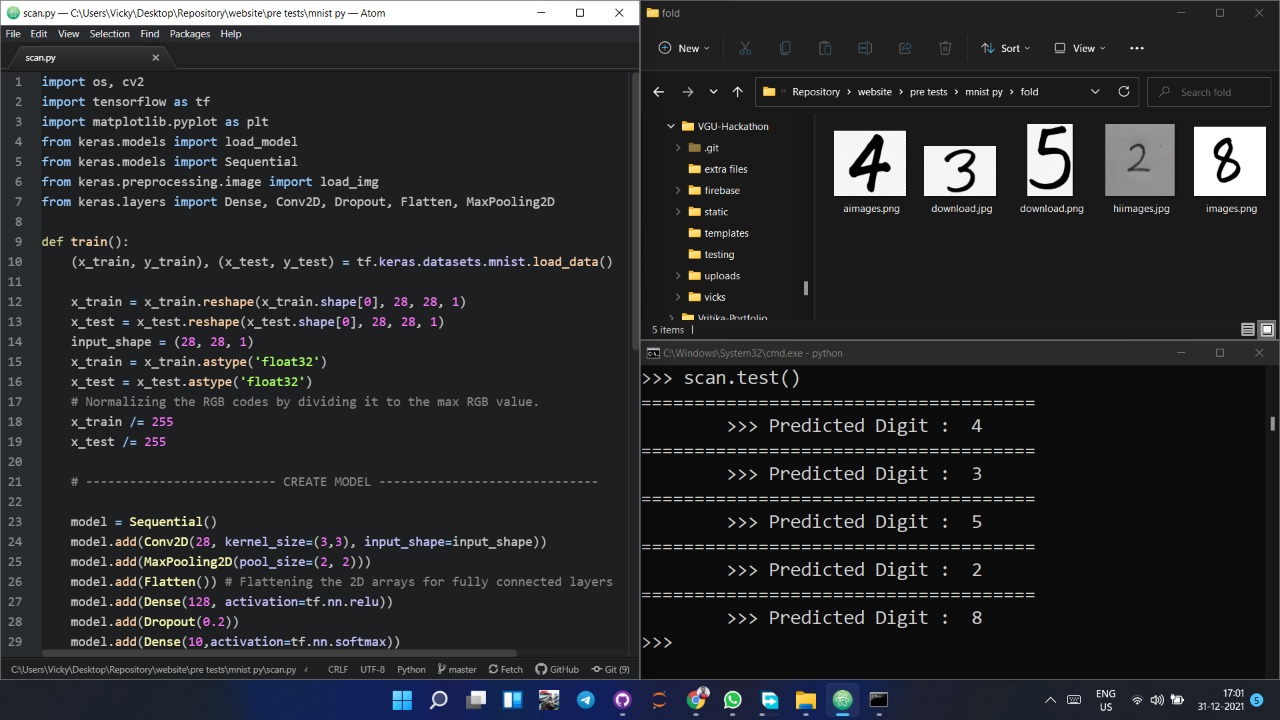 scan.py — C:\Users\Vicky\Desktop\Repository\website\pre tests\mnist py — Atom
File Edit View Selection Find Packages Help
scan.py
1 import os, cv2
2 import tensorflow as tf
3 import matplotlib.pyplot as plt
4 from keras.models import load_model
5 from keras.models import Sequential
6 from keras.preprocessing.image import load_img
7 from keras.layers import Dense, Conv2D, Dropout, Flatten, MaxPooling2D
8
9 def train():
10 (x_train, y_train), (x_test, y_test) = tf.keras.datasets.mnist.load_data()
11
12 x_train = x_train.reshape(x_train.shape[0], 28, 28, 1)
13 x_test = x_test.reshape(x_test.shape[0], 28, 28, 1)
14 input_shape = (28, 28, 1)
15 x_train = x_train.astype('float32')
16 x_test = x_test.astype('float32')
17 # Normalizing the RGB codes by dividing it to the max RGB value.
18 x_train /= 255
19 x_test /= 255
20
21 # -------------------------- CREATE MODEL ------------------------------
22
23 model = Sequential()
24 model.add(Conv2D(28, kernel_size=(3,3), input_shape=input_shape))
25 model.add(MaxPooling2D(pool_size=(2, 2)))
26 model.add(Flatten()) # Flattening the 2D arrays for fully connected layers
27 model.add(Dense(128, activation=tf.nn.relu))
28 model.add(Dropout(0.2))
29 model.add(Dense(10,activation=tf.nn.softmax))
C:\Users\Vicky\Desktop\Repository\website\pre tests\mnist py\scan.py CRLF UTF-8 Python master Fetch GitHub Git (9)
fold
New Sort View
Repository > website > pre tests > mnist py > fold
Search fold
VGU-Hackathon
.git
extra files
firebase
static
templates
testing
uploads
vicks
Vritika-Portfolio
4 3 5 2 8
aimages.png download.jpg download.png hiimages.jpg images.png
5 items
C:\Windows\System32\cmd.exe - python
>>> scan.test()
=====================================
>>> Predicted Digit : 4
=====================================
>>> Predicted Digit : 3
=====================================
>>> Predicted Digit : 5
=====================================
>>> Predicted Digit : 2
=====================================
>>> Predicted Digit : 8
>>>
ENG
US
17:01
31-12-2021
5